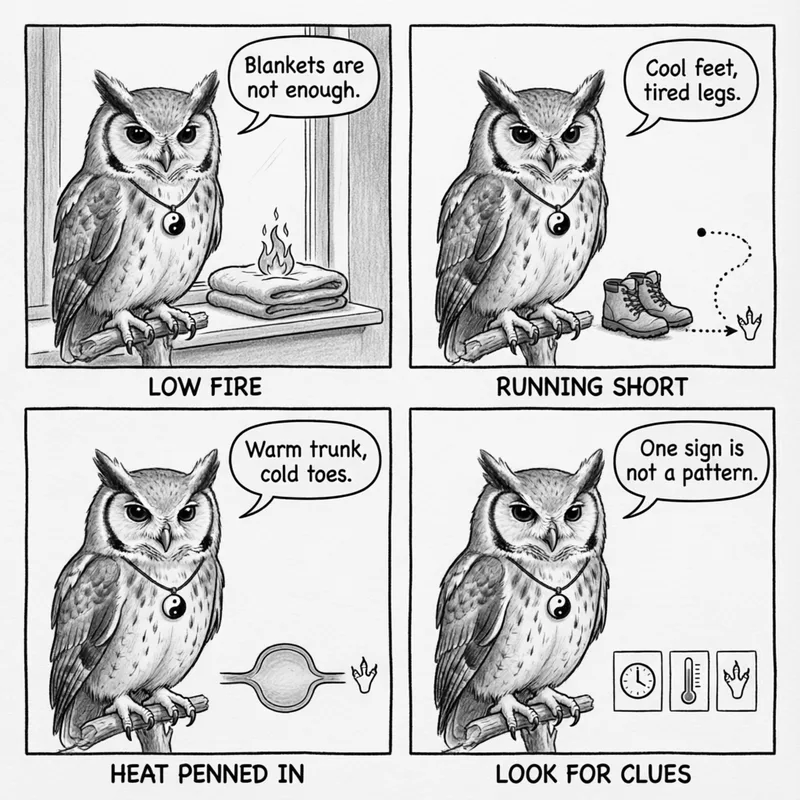 Blankets are
not enough.
LOW FIRE
Cool feet,
tired legs.
RUNNING SHORT
Warm trunk,
cold toes.
HEAT PENNED IN
One sign is
not a pattern.
LOOK FOR CLUES